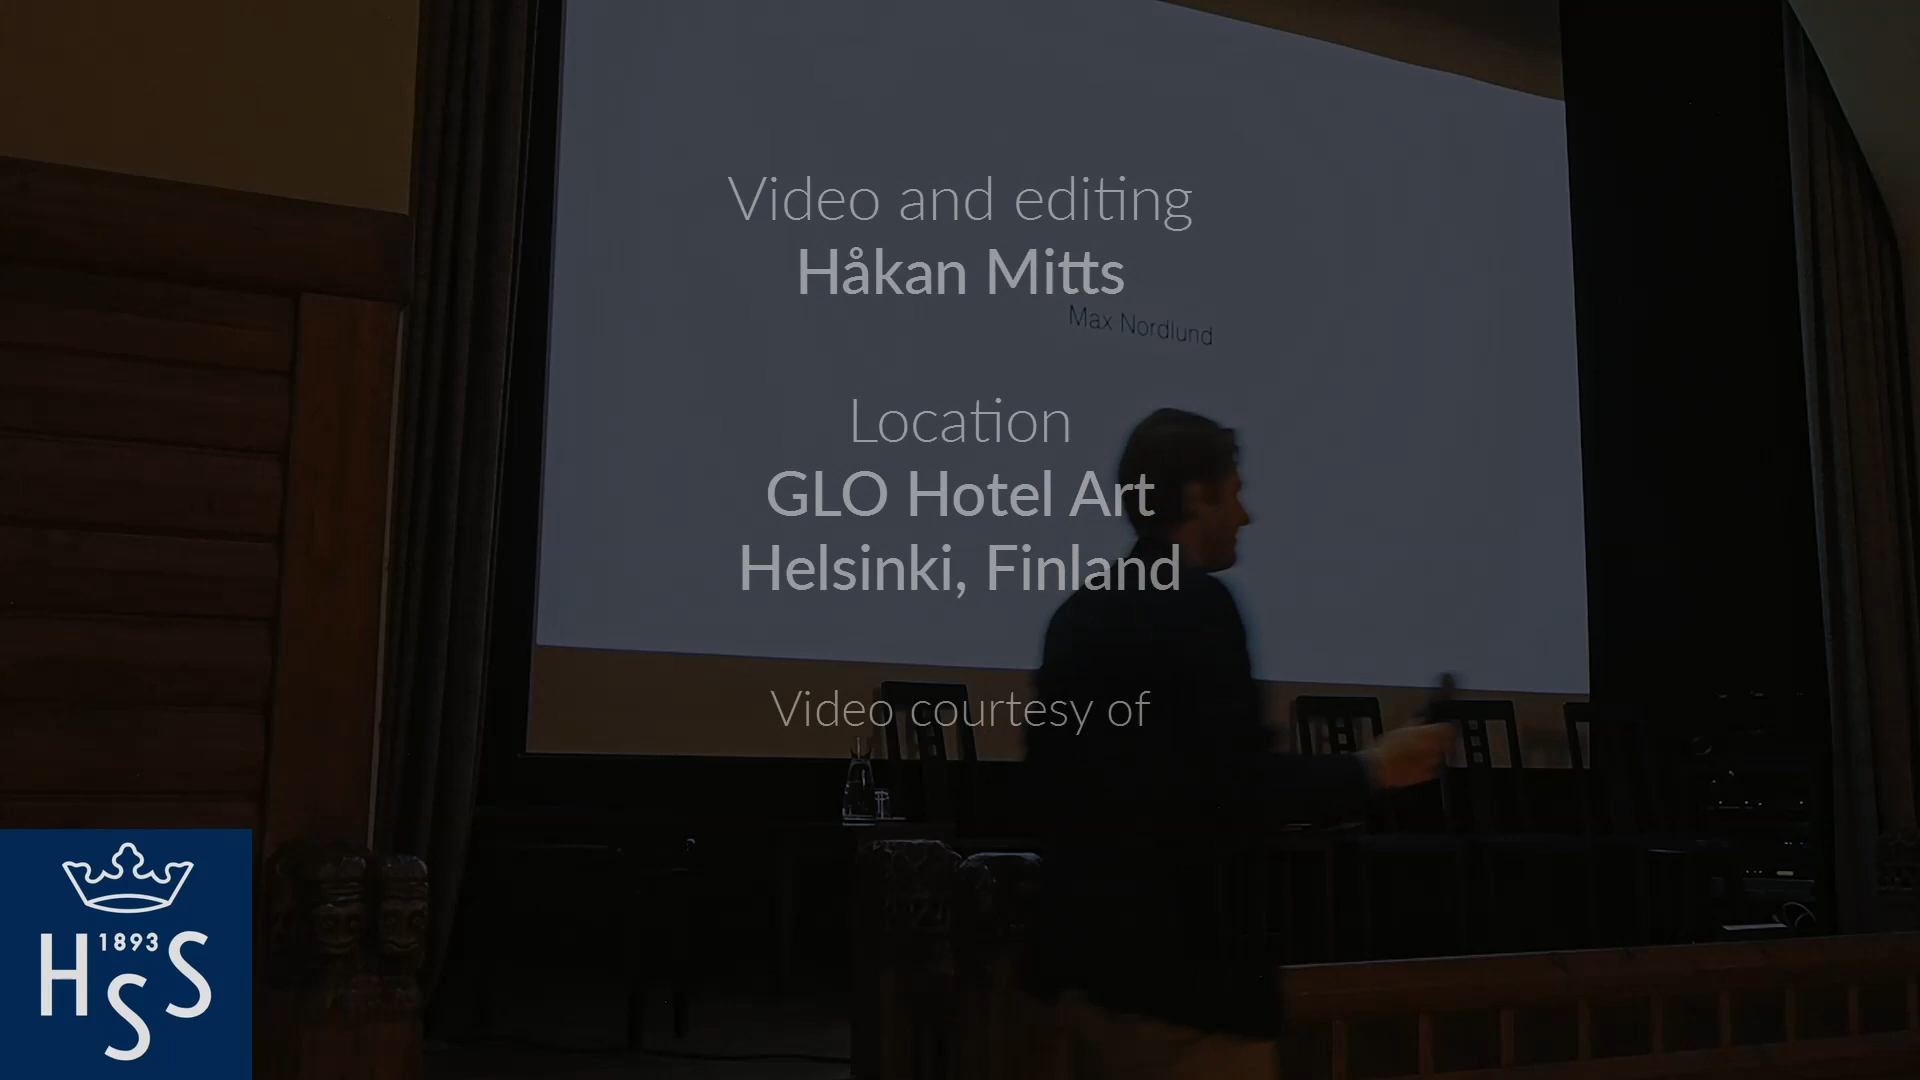 Video and editing
Håkan Mitts
Max Nordlund
Location
GLO Hotel Art
Helsinki, Finland
Video courtesy of
1893
HSS